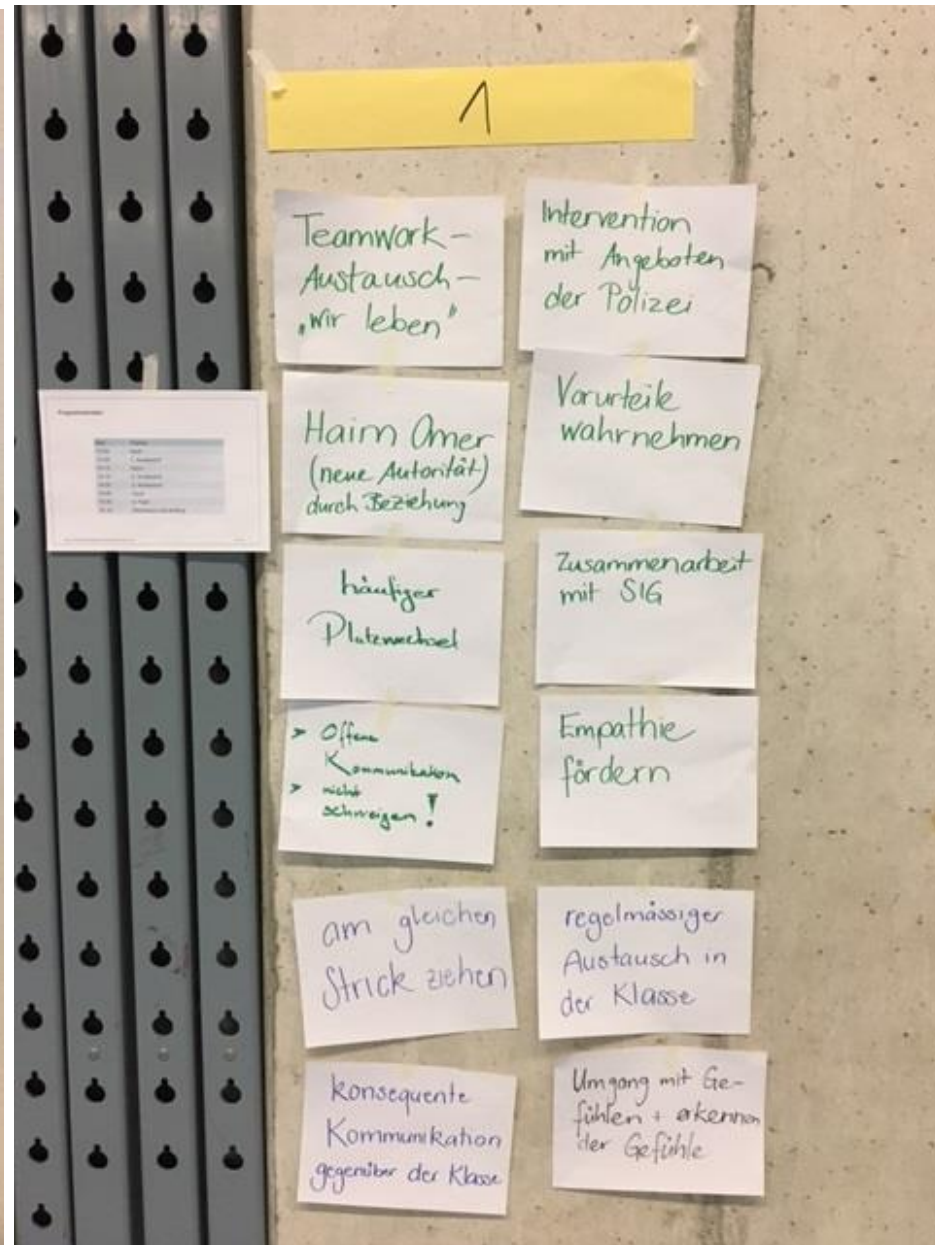 1
Teamwork –
Austausch –
„wir leben"
Haim Omer
(neue Autorität)
durch Beziehung
häufiger
Platzwechsel
> Offene
Kommunikation
> nicht
schweigen!
am gleichen
Strick ziehen
konsequente
Kommunikation
gegenüber der Klasse
Intervention
mit Angeboten
der Polizei
Vorurteile
wahrnehmen
Zusammenarbeit
mit SIG
Empathie
fördern
regelmässiger
Austausch in
der Klasse
Umgang mit Ge-
fühlen + erkennen
der Gefühle